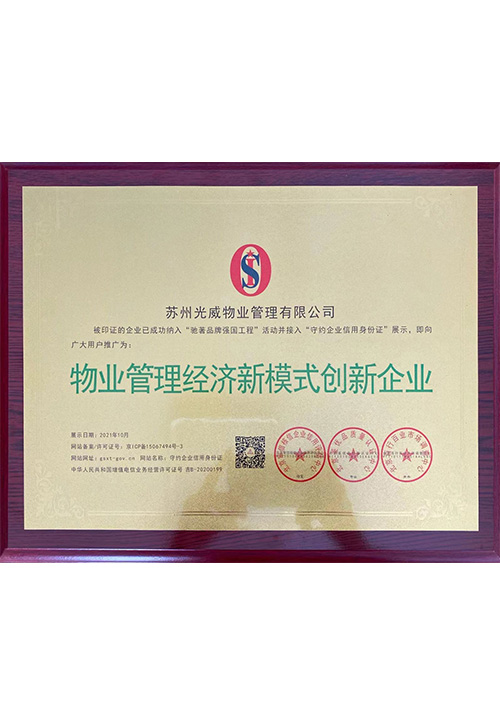 苏州光威物业管理有限公司
被印证的企业已成功纳入“驰著品牌强国工程”活动并接入“守约企业信用身份证”展示，即向
广大用户推广为：
物业管理经济新模式创新企业
展示日期：2021年10月
网站备案/许可证号：京ICP备15067494号-3
网站网址：gsxt-gov.cn 网站名称：守约企业信用身份证
中华人民共和国增值电信业务经营许可证号 合B-20200199